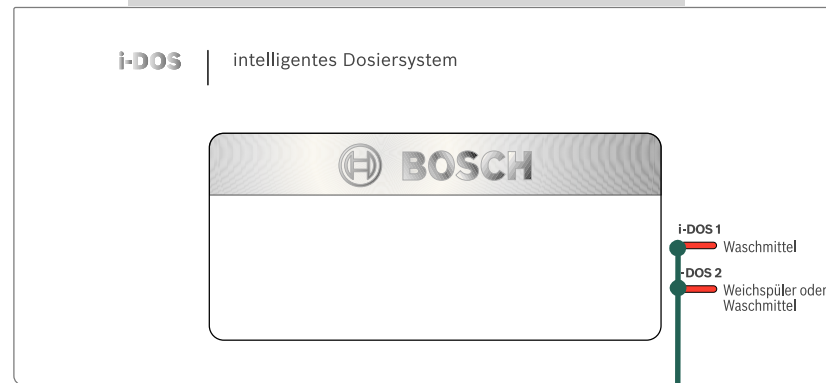 i-DOS
intelligentes Dosiersystem
BOSCH
i-DOS 1
Waschmittel
-DOS 2
Weichspüler oder
Waschmittel